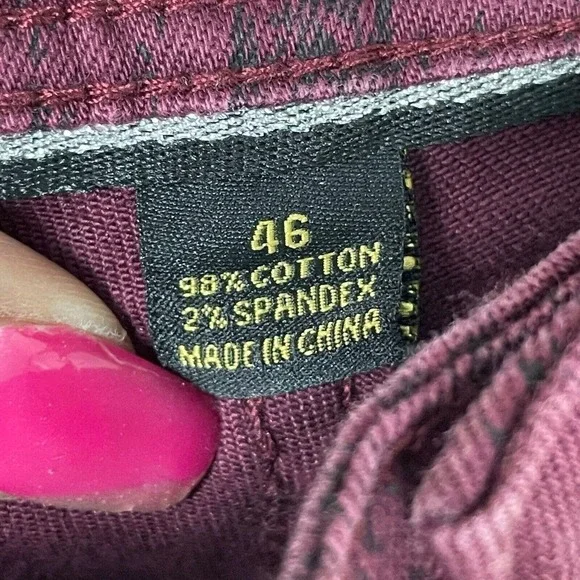 46
98% COTTON
2% SPANDEX
MADE IN CHINA